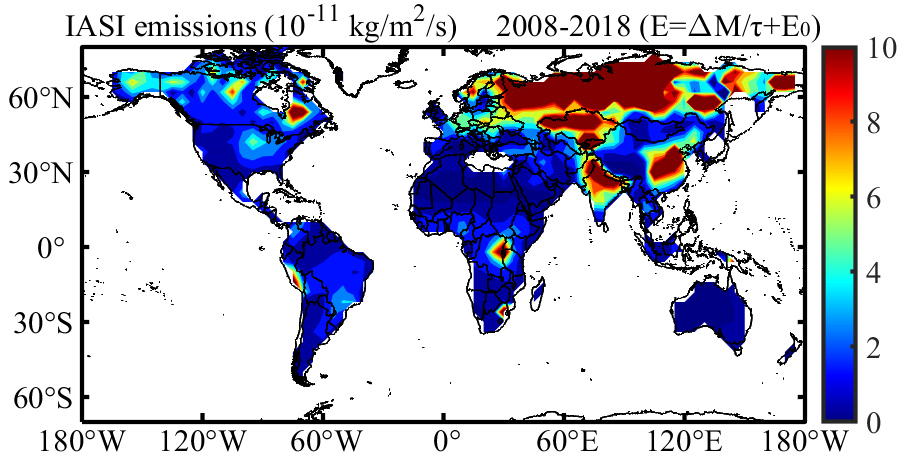 IASI emissions (10⁻¹¹ kg/m²/s) 2008-2018 (E=ΔM/τ+E₀)
10
60°N
8
30°N
6
0°
4
30°S
2
60°S
0
180°W 120°W 60°W 0° 60°E 120°E 180°W